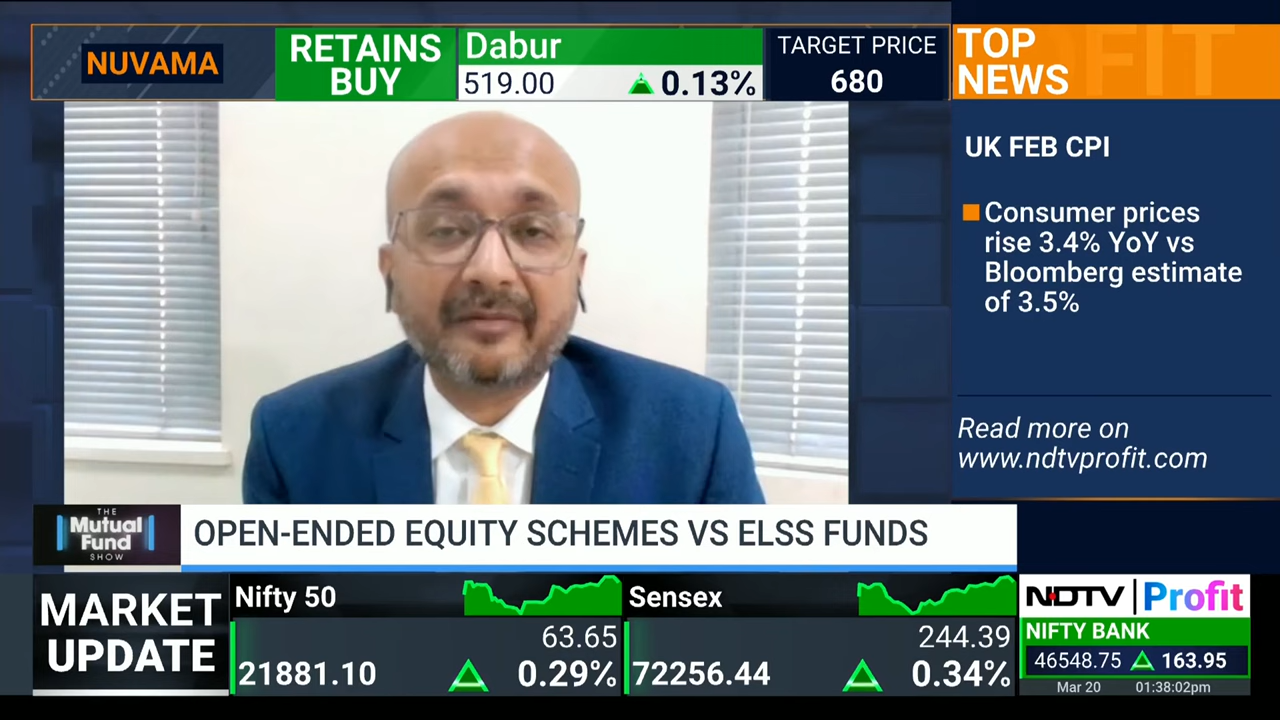 NUVAMA
RETAINS
BUY
Dabur
519.00 0.13%
TARGET PRICE
680
TOP
NEWS
UK FEB CPI
Consumer prices
rise 3.4% YoY vs
Bloomberg estimate
of 3.5%
Read more on
www.ndtvprofit.com
THE
Mutual
Fund
SHOW
OPEN-ENDED EQUITY SCHEMES VS ELSS FUNDS
MARKET
UPDATE
Nifty 50
63.65
21881.10 0.29%
Sensex
244.39
72256.44 0.34%
NDTV Profit
NIFTY BANK
46548.75 163.95
Mar 20 01:38:02pm